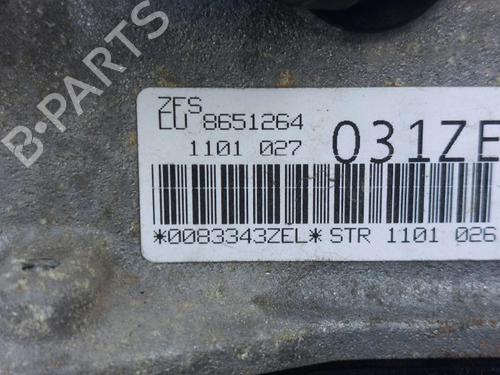 ZFS
EU 8651264
1101 027
031ZE
*0083343ZEL* STR 1101 026
B-PARTS